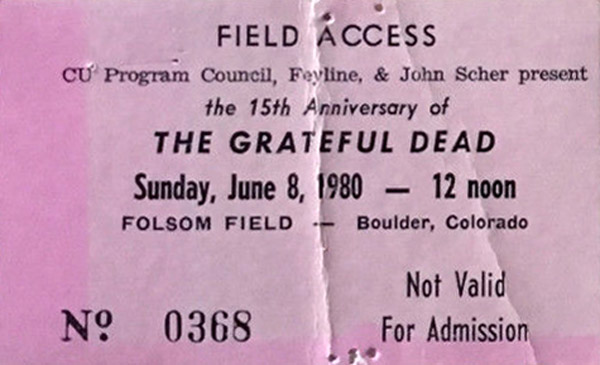 FIELD ACCESS
CU Program Council, Feyline, & John Scher present
the 15th Anniversary of
THE GRATEFUL DEAD
Sunday, June 8, 1980 — 12 noon
FOLSOM FIELD — Boulder, Colorado
Not Valid
Nº 0368 For Admission